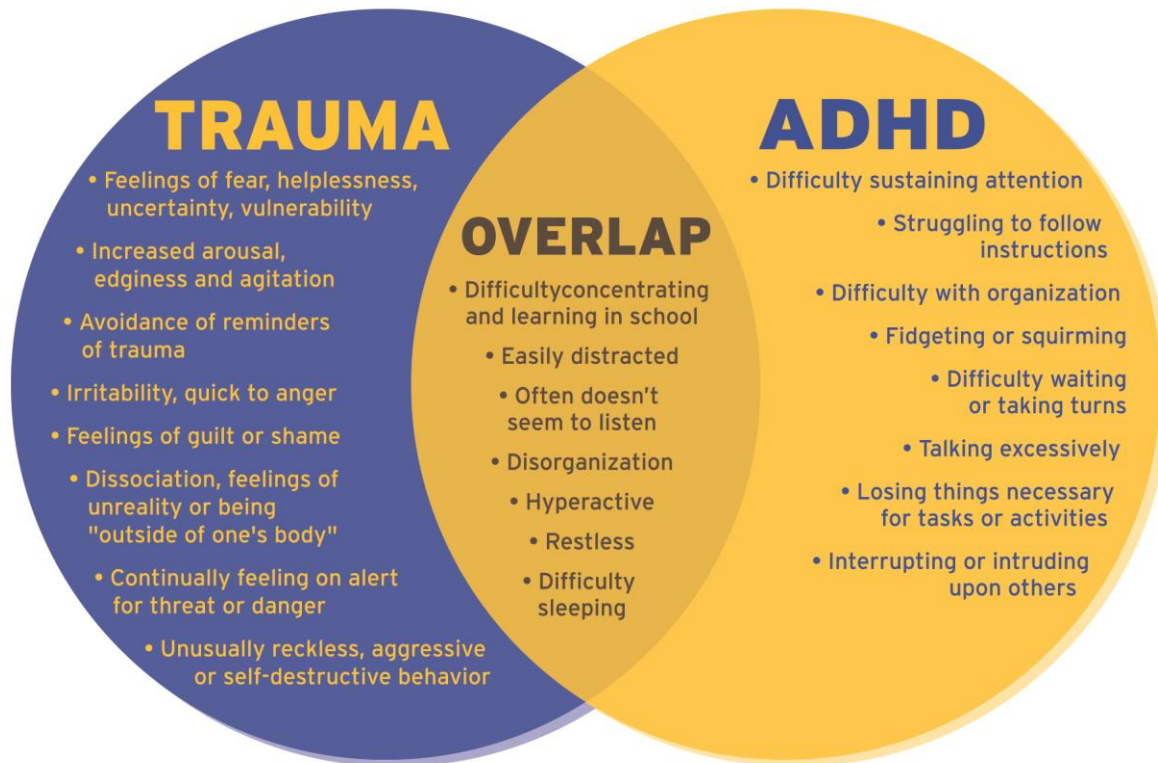 TRAUMA
• Feelings of fear, helplessness,
uncertainty, vulnerability
• Increased arousal,
edginess and agitation
• Avoidance of reminders
of trauma
• Irritability, quick to anger
• Feelings of guilt or shame
• Dissociation, feelings of
unreality or being
"outside of one's body"
• Continually feeling on alert
for threat or danger
• Unusually reckless, aggressive
or self-destructive behavior
OVERLAP
• Difficultyconcentrating
and learning in school
• Easily distracted
• Often doesn't
seem to listen
• Disorganization
• Hyperactive
• Restless
• Difficulty
sleeping
ADHD
• Difficulty sustaining attention
• Struggling to follow
instructions
• Difficulty with organization
• Fidgeting or squirming
• Difficulty waiting
or taking turns
• Talking excessively
• Losing things necessary
for tasks or activities
• Interrupting or intruding
upon others